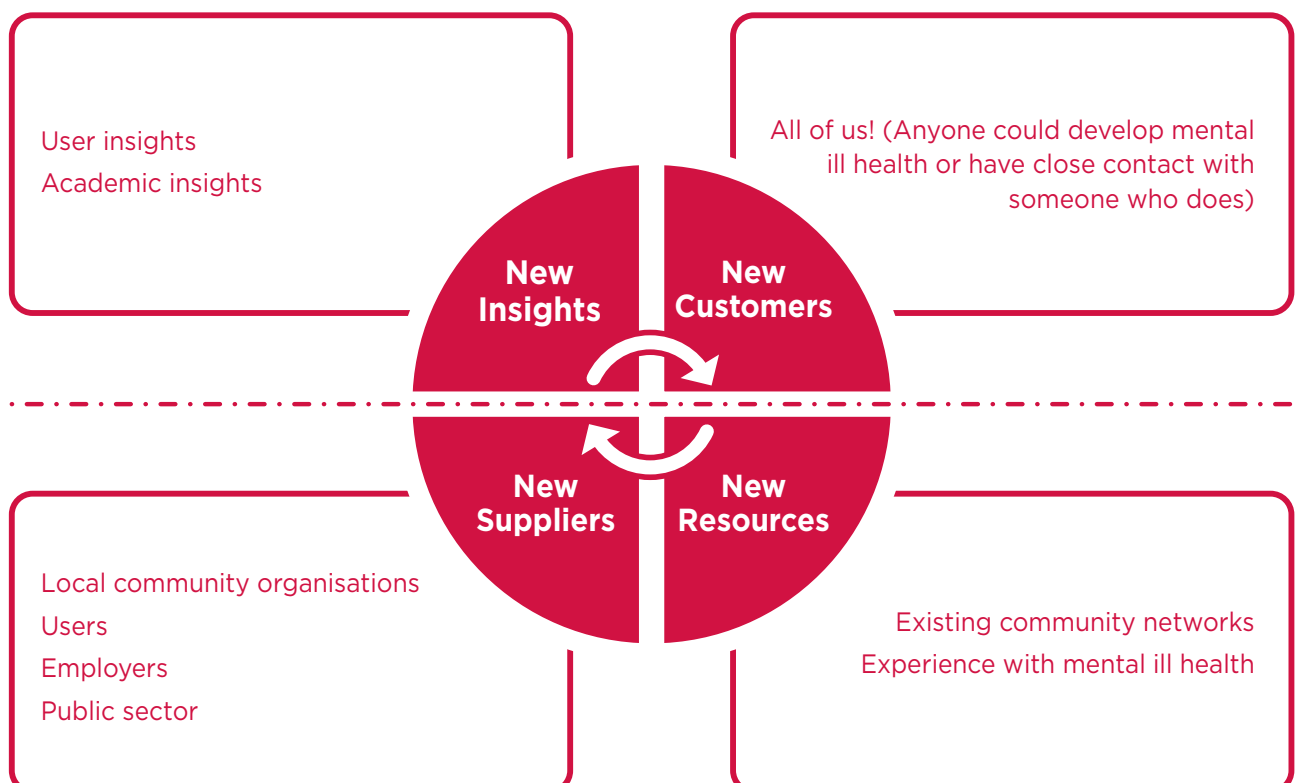 User insights
Academic insights
All of us! (Anyone could develop mental
ill health or have close contact with
someone who does)
New
Insights
New
Customers
New
Suppliers
New
Resources
Local community organisations
Users
Employers
Public sector
Existing community networks
Experience with mental ill health